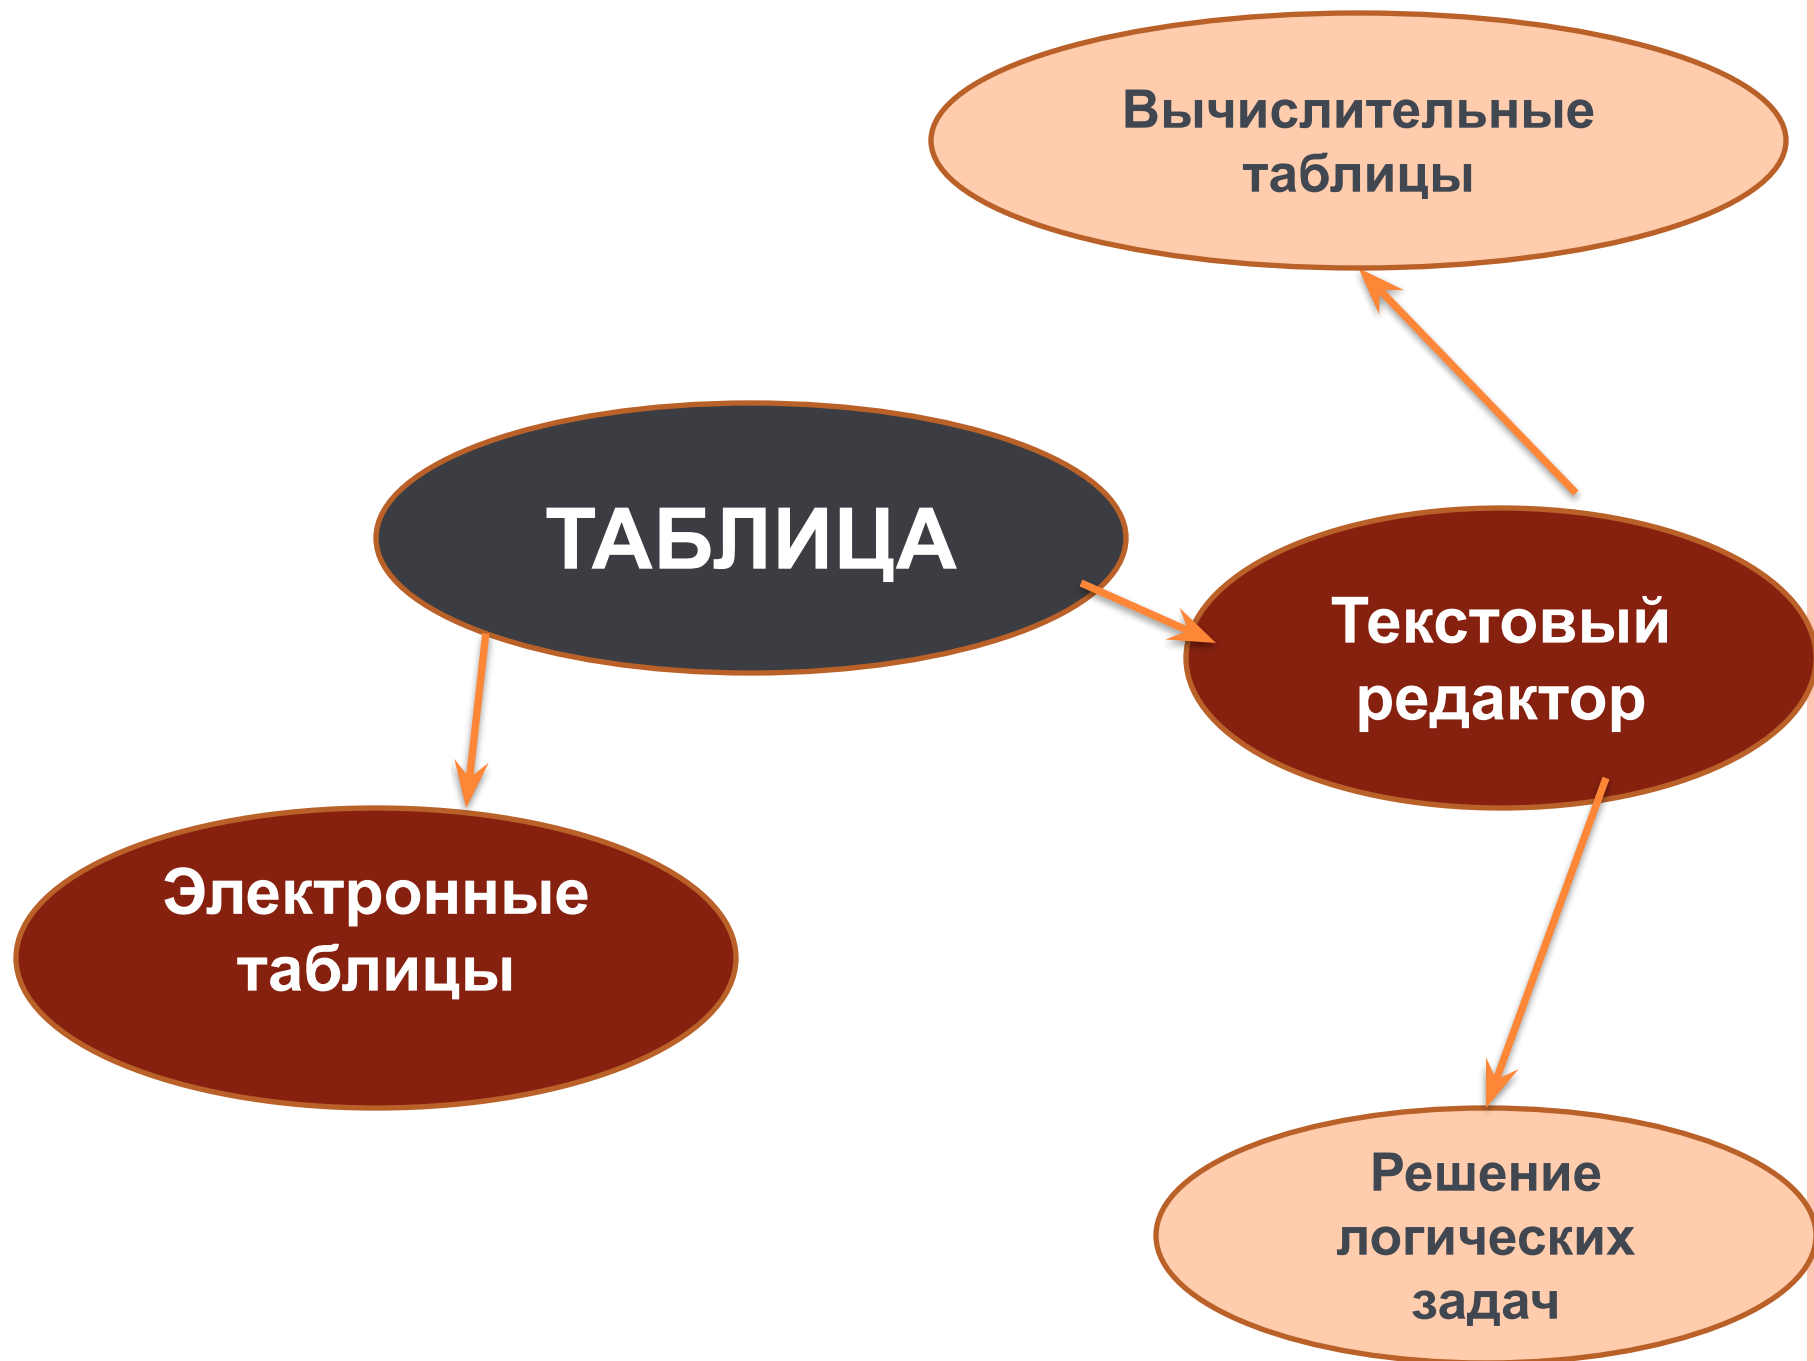 Вычислительные
таблицы
ТАБЛИЦА
Текстовый
редактор
Электронные
таблицы
Решение
логических
задач